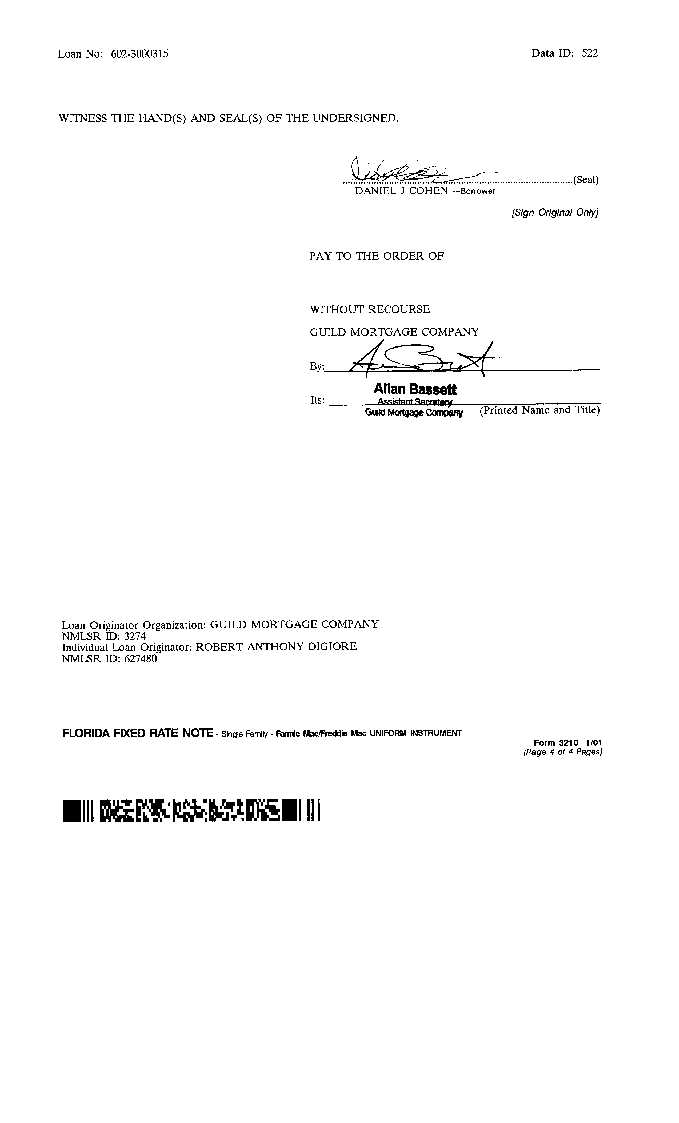 Loan No: 602-3000315 Data ID: 522
WITNESS THE HAND(S) AND SEAL(S) OF THE UNDERSIGNED.
(Seal)
DANIEL J COHEN —Borrower
[Sign Original Only]
PAY TO THE ORDER OF
WITHOUT RECOURSE
GUILD MORTGAGE COMPANY
By:
Allan Bassett
Its: Assistant Secretary
Guild Mortgage Company (Printed Name and Title)
Loan Originator Organization: GUILD MORTGAGE COMPANY
NMLSR ID: 3274
Individual Loan Originator: ROBERT ANTHONY DIGIORE
NMLSR ID: 627480
FLORIDA FIXED RATE NOTE - Single Family - Fannie Mae/Freddie Mac UNIFORM INSTRUMENT
Form 3210 1/01
(Page 4 of 4 Pages)